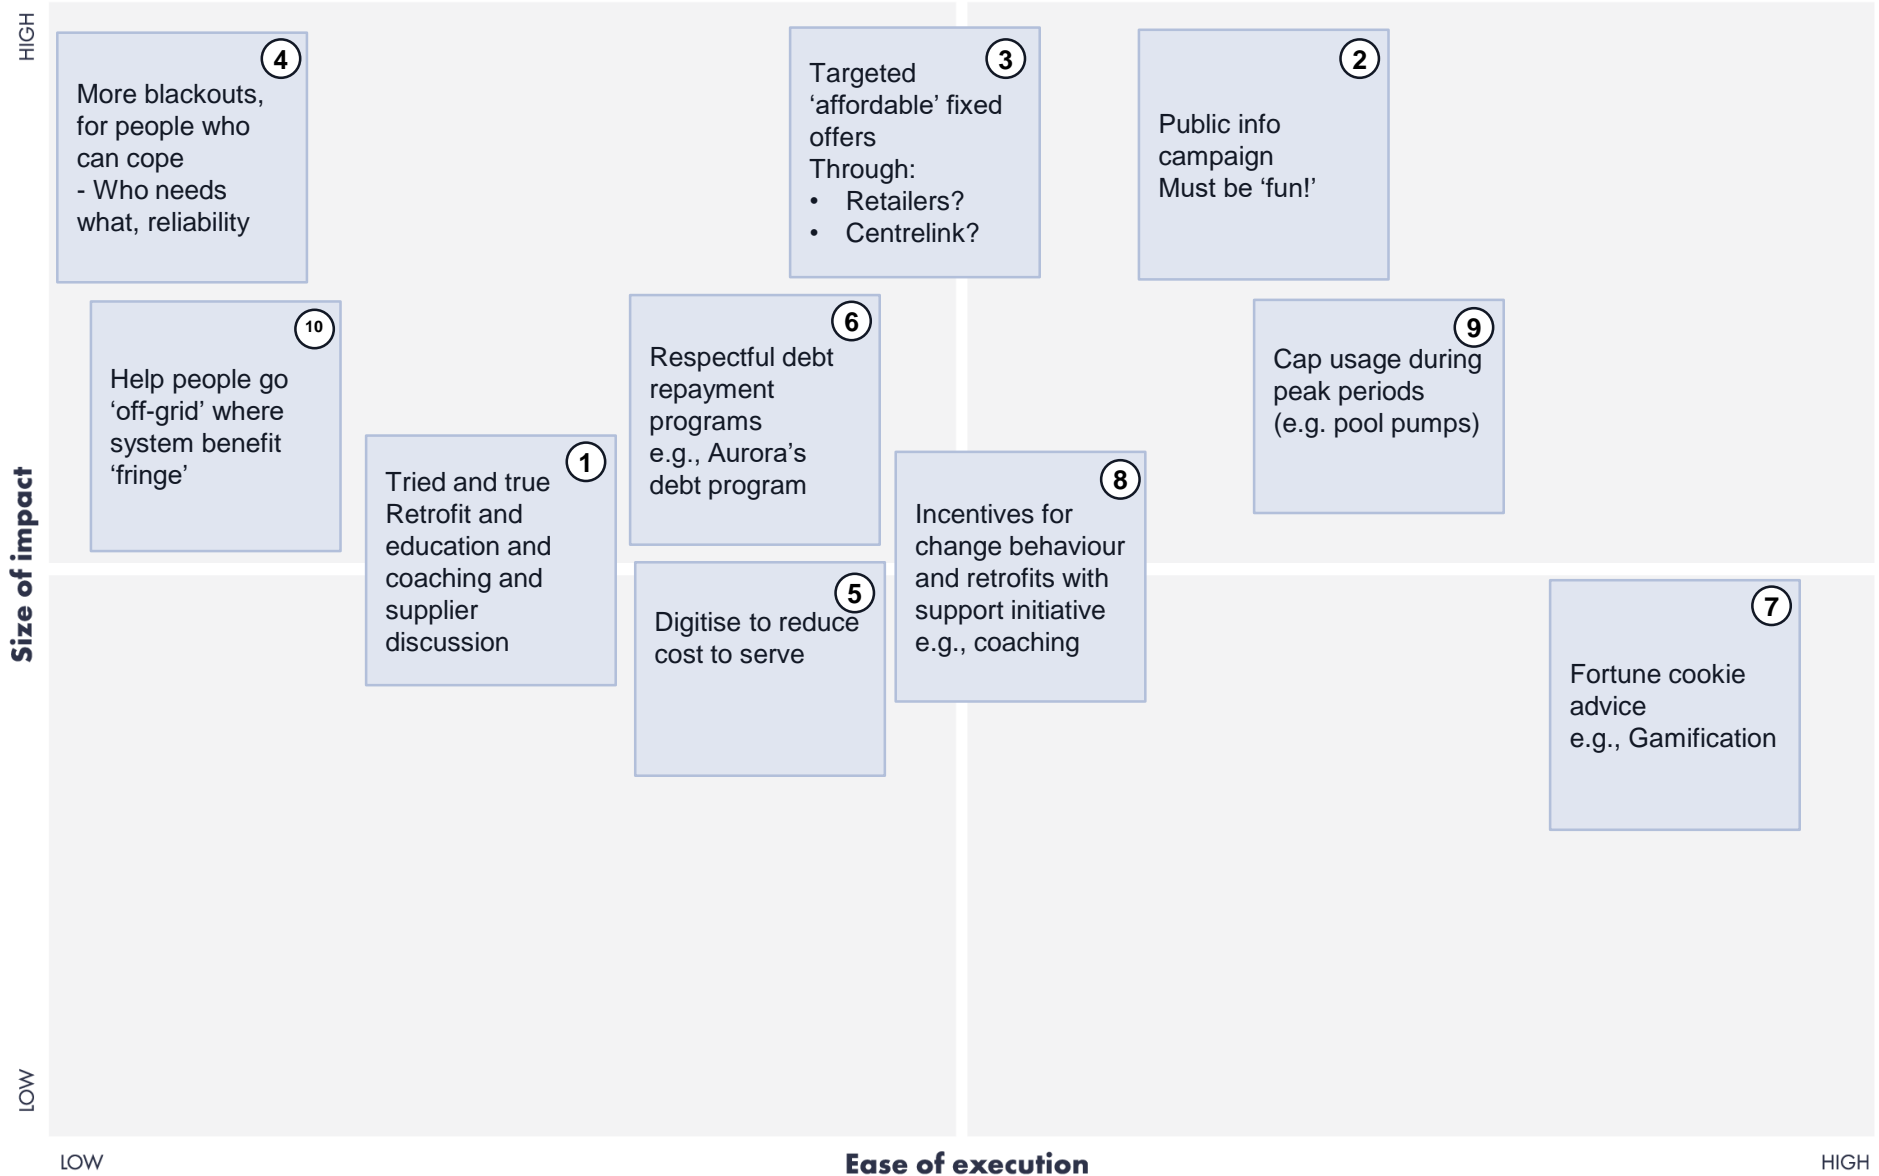 HIGH
4
More blackouts,
for people who
can cope
- Who needs
what, reliability
3
Targeted
‘affordable’ fixed
offers
Through:
• Retailers?
• Centrelink?
2
Public info
campaign
Must be ‘fun!’
10
Help people go
‘off-grid’ where
system benefit
‘fringe’
6
Respectful debt
repayment
programs
e.g., Aurora’s
debt program
9
Cap usage during
peak periods
(e.g. pool pumps)
1
Tried and true
Retrofit and
education and
coaching and
supplier
discussion
8
Incentives for
change behaviour
and retrofits with
support initiative
e.g., coaching
5
Digitise to reduce
cost to serve
7
Fortune cookie
advice
e.g., Gamification
Size of impact
LOW
LOW
Ease of execution
HIGH